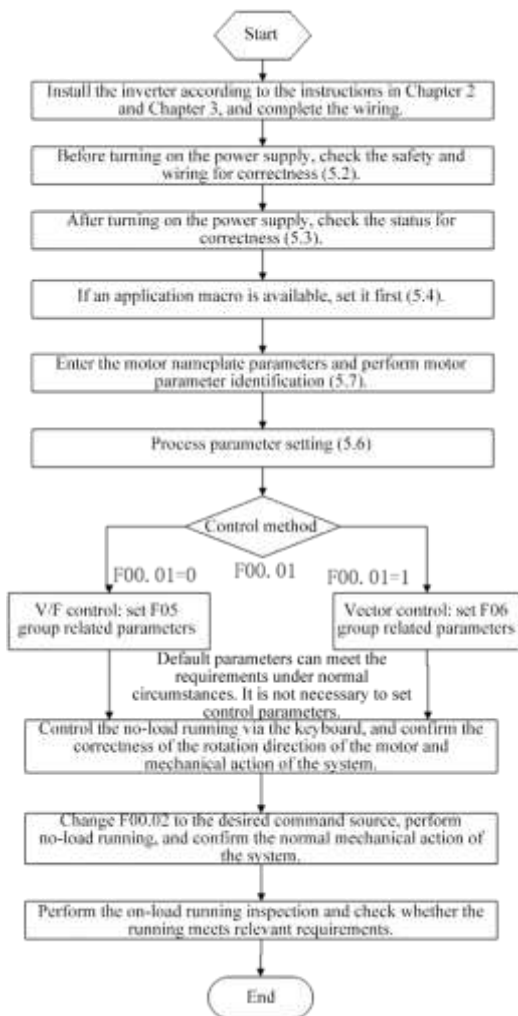 Start
Install the inverter according to the instructions in Chapter 2
and Chapter 3, and complete the wiring.
Before turning on the power supply, check the safety and
wiring for correctness (5.2).
After turning on the power supply, check the status for
correctness (5.3).
If an application macro is available, set it first (5.4).
Enter the motor nameplate parameters and perform motor
parameter identification (5.7).
Process parameter setting (5.6)
Control method
F00.01=0
F00.01
F00.01=1
V/F control: set F05
group related parameters
Vector control: set F06
group related parameters
Default parameters can meet the
requirements under normal
circumstances. It is not necessary to set
control parameters.
Control the no-load running via the keyboard, and confirm the
correctness of the rotation direction of the motor and
mechanical action of the system.
Change F00.02 to the desired command source, perform
no-load running, and confirm the normal mechanical action of
the system.
Perform the on-load running inspection and check whether the
running meets relevant requirements.
End